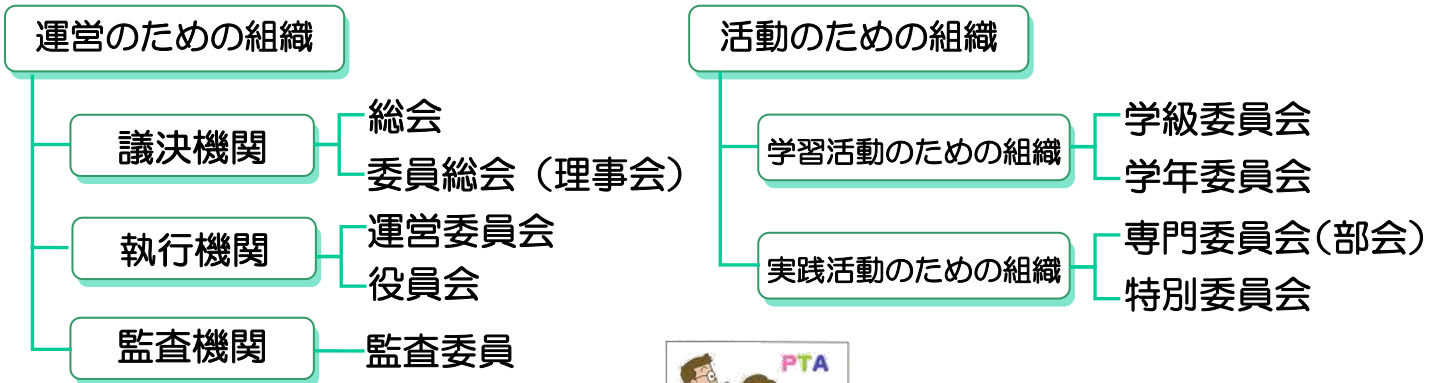 運営のための組織
議決機関
総会
委員総会（理事会）
執行機関
運営委員会
役員会
監査機関
監査委員
活動のための組織
学習活動のための組織
学級委員会
学年委員会
実践活動のための組織
専門委員会（部会）
特別委員会
PTA